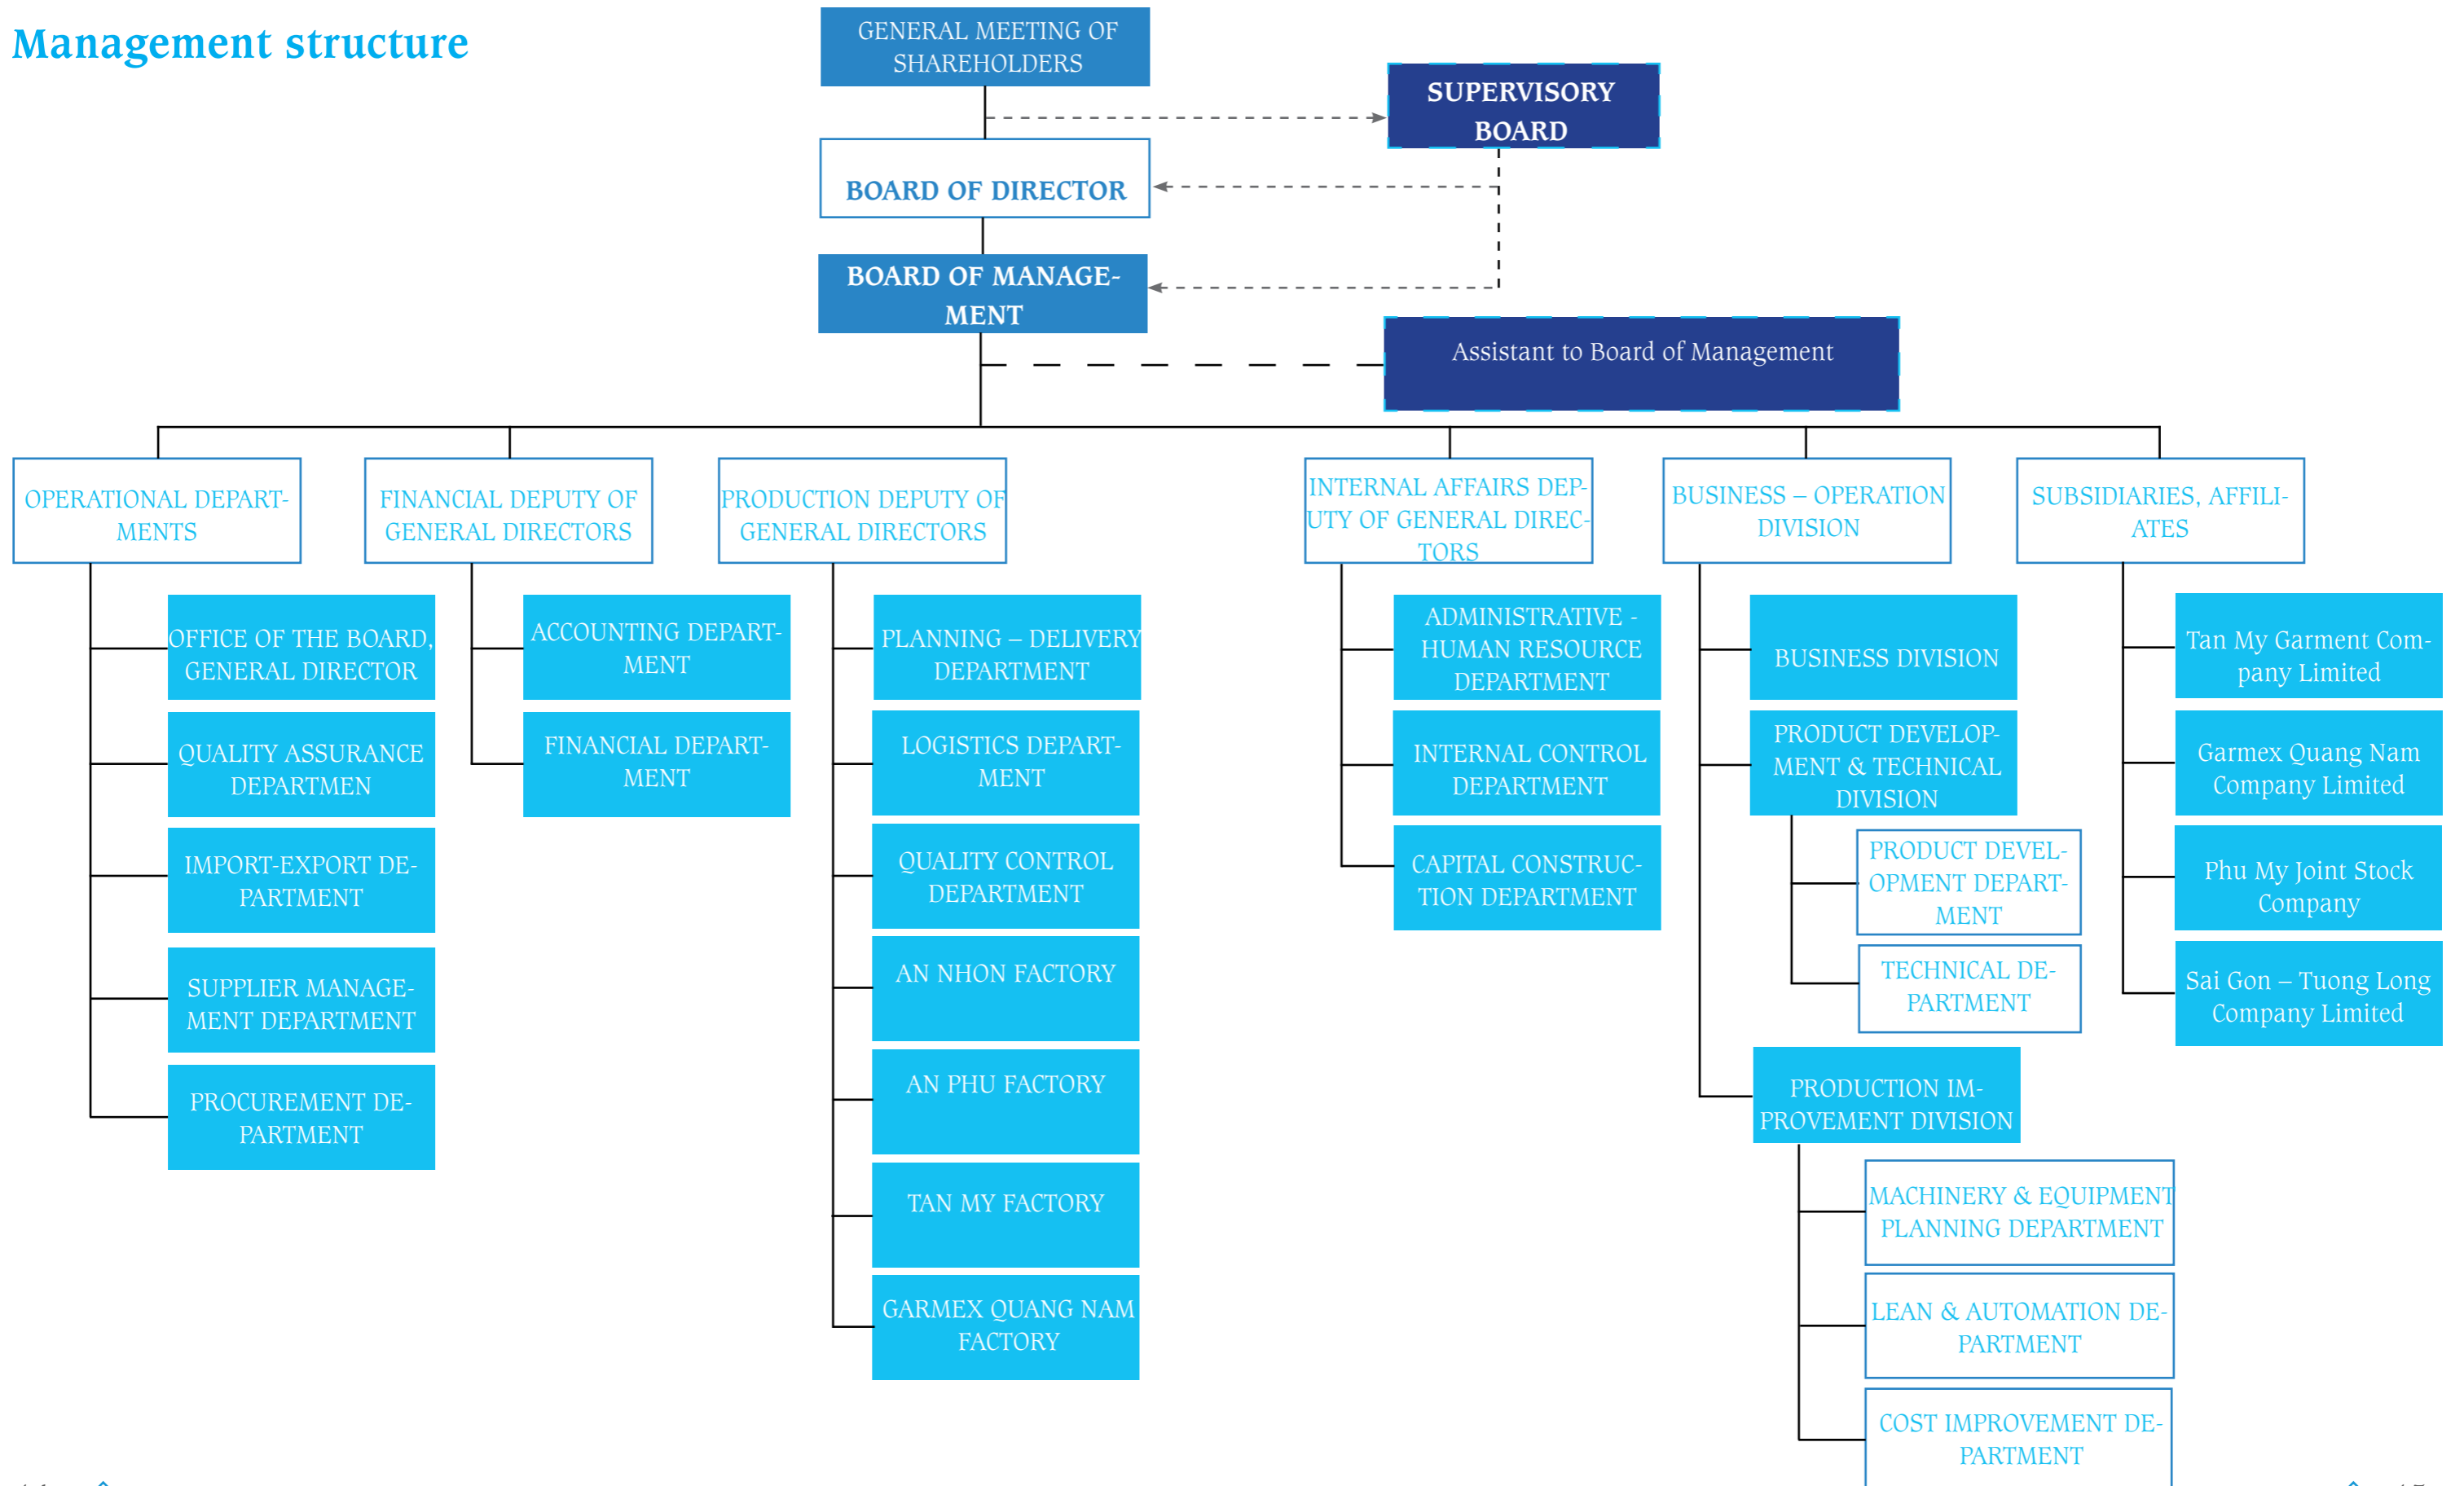 Management structure
GENERAL MEETING OF
SHAREHOLDERS
SUPERVISORY
BOARD
BOARD OF DIRECTOR
BOARD OF MANAGE-
MENT
Assistant to Board of Management
OPERATIONAL DEPART-
MENTS
OFFICE OF THE BOARD,
GENERAL DIRECTOR
QUALITY ASSURANCE
DEPARTMEN
IMPORT-EXPORT DE-
PARTMENT
SUPPLIER MANAGE-
MENT DEPARTMENT
PROCUREMENT DE-
PARTMENT
FINANCIAL DEPUTY OF
GENERAL DIRECTORS
ACCOUNTING DEPART-
MENT
FINANCIAL DEPART-
MENT
PRODUCTION DEPUTY OF
GENERAL DIRECTORS
PLANNING – DELIVERY
DEPARTMENT
LOGISTICS DEPART-
MENT
QUALITY CONTROL
DEPARTMENT
AN NHON FACTORY
AN PHU FACTORY
TAN MY FACTORY
GARMEX QUANG NAM
FACTORY
INTERNAL AFFAIRS DEP-
UTY OF GENERAL DIREC-
TORS
ADMINISTRATIVE -
HUMAN RESOURCE
DEPARTMENT
INTERNAL CONTROL
DEPARTMENT
CAPITAL CONSTRUC-
TION DEPARTMENT
BUSINESS – OPERATION
DIVISION
BUSINESS DIVISION
PRODUCT DEVELOP-
MENT & TECHNICAL
DIVISION
PRODUCT DEVEL-
OPMENT DEPART-
MENT
TECHNICAL DE-
PARTMENT
PRODUCTION IM-
PROVEMENT DIVISION
MACHINERY & EQUIPMENT
PLANNING DEPARTMENT
LEAN & AUTOMATION DE-
PARTMENT
COST IMPROVEMENT DE-
PARTMENT
SUBSIDIARIES, AFFILI-
ATES
Tan My Garment Com-
pany Limited
Garmex Quang Nam
Company Limited
Phu My Joint Stock
Company
Sai Gon – Tuong Long
Company Limited